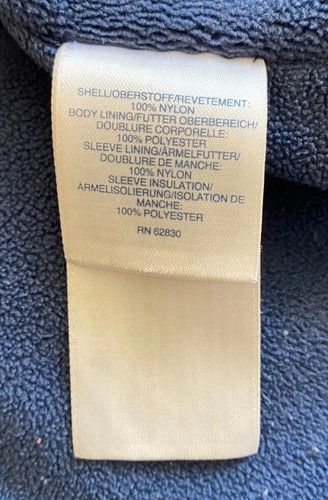 SHELL/OBERSTOFF/REVETEMENT:
100% NYLON
BODY LINING/FUTTER OBERBEREICH/
DOUBLURE CORPORELLE:
100% POLYESTER
SLEEVE LINING/ÄRMELFUTTER/
DOUBLURE DE MANCHE:
100% NYLON
SLEEVE INSULATION/
ÄRMELISOLIERUNG/ISOLATION DE
MANCHE:
100% POLYESTER
RN 62830